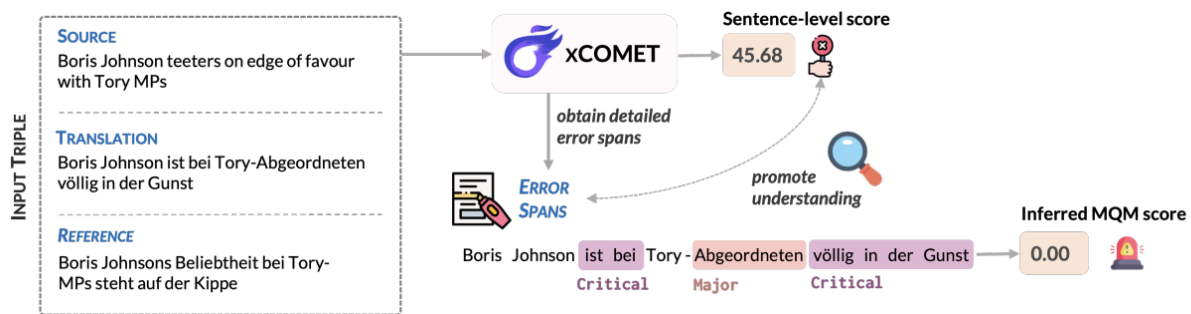 INPUT TRIPLE
SOURCE
Boris Johnson teeters on edge of favour
with Tory MPs
TRANSLATION
Boris Johnson ist bei Tory-Abgeordneten
völlig in der Gunst
REFERENCE
Boris Johnsons Beliebtheit bei Tory-
MPs steht auf der Kippe
xCOMET
Sentence-level score
45.68
obtain detailed
error spans
ERROR
SPANS
promote
understanding
Inferred MQM score
0.00
Boris Johnson ist bei Tory - Abgeordneten völlig in der Gunst
Critical Major Critical